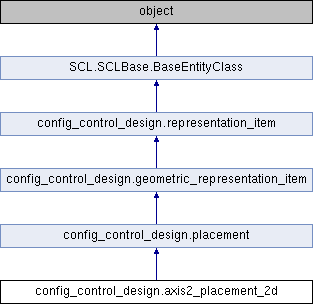 object
SCL.SCLBase.BaseEntityClass
config_control_design.representation_item
config_control_design.geometric_representation_item
config_control_design.placement
config_control_design.axis2_placement_2d